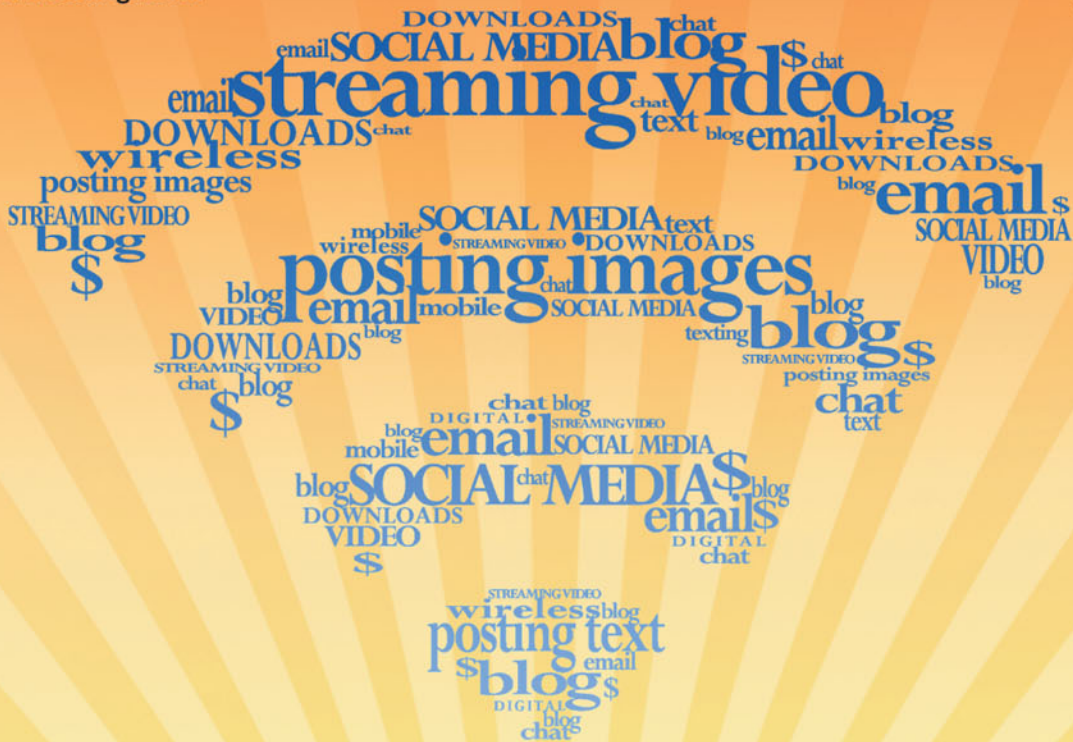 DOWNLOADS chat
email SOCIAL MEDIA blog $ chat
email streaming video blog
chat
text blog email wireless
DOWNLOADS chat
wireless DOWNLOADS
posting images blog email $
STREAMING VIDEO SOCIAL MEDIA
blog VIDEO
$ blog
SOCIAL MEDIA text
mobile
wireless STREAMING VIDEO DOWNLOADS
posting chat images
blog email mobile SOCIAL MEDIA blog
VIDEO texting blog
blog
DOWNLOADS STREAMING VIDEO $
STREAMING VIDEO posting images
chat blog chat
$ text
chat blog
DIGITAL STREAMING VIDEO
blog email SOCIAL MEDIA
mobile
blog SOCIAL chat MEDIA $ blog
DOWNLOADS email $
VIDEO DIGITAL
$ chat
STREAMING VIDEO
wireless blog
posting text
$ blog email
$
DIGITAL
blog
chat